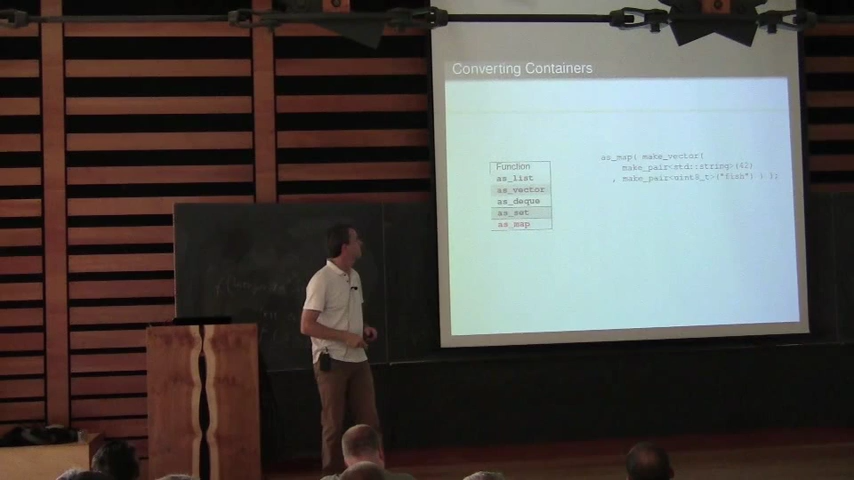 Converting Containers
Function
as_list
as_vector
as_deque
as_set
as_map
as_map( make_vector(
make_pair<std::string>(42)
, make_pair<uint8_t>("fish") ) );